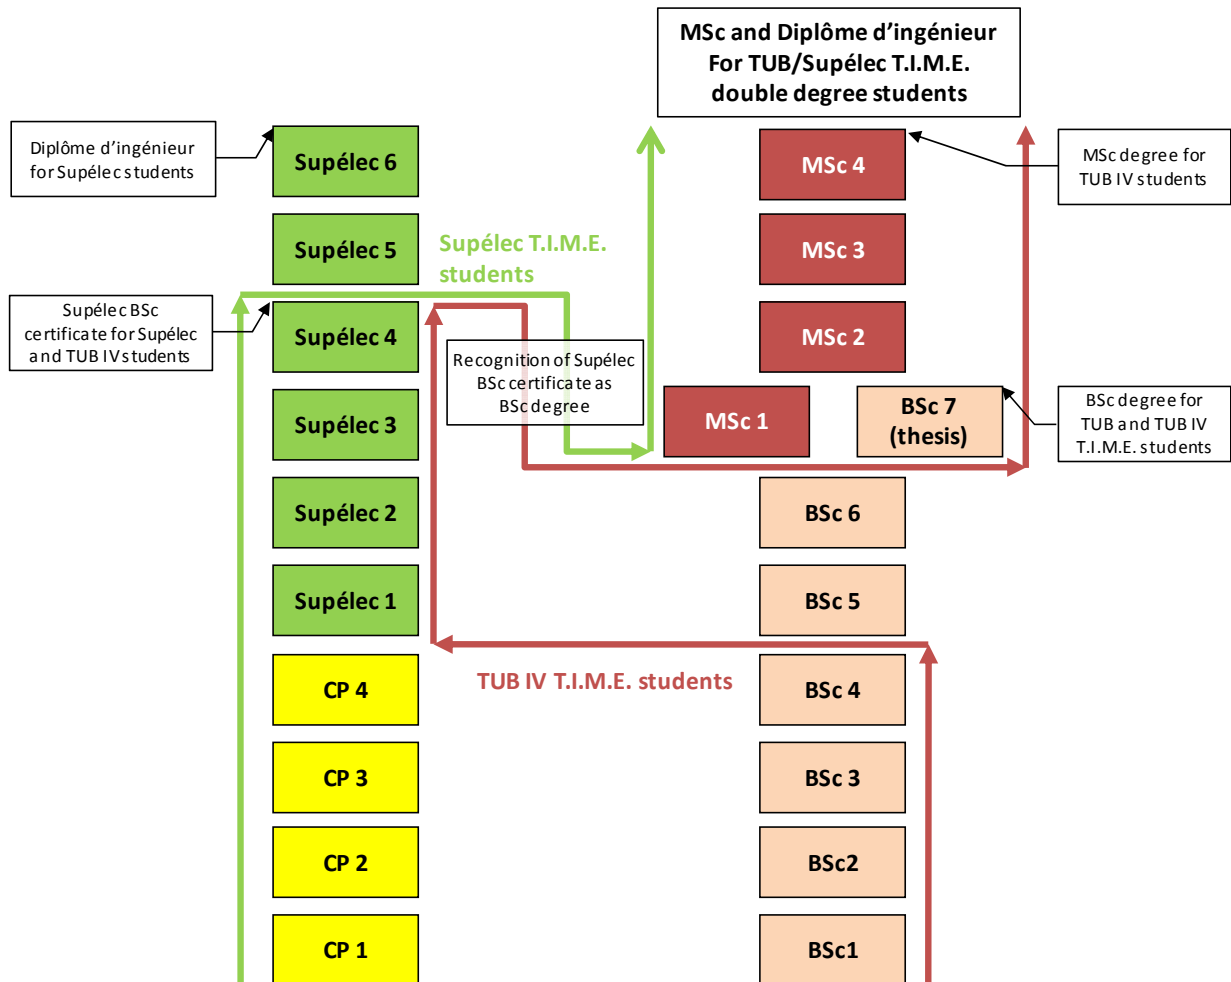 MSc and Diplôme d’ingénieur
For TUB/Supélec T.I.M.E.
double degree students
Diplôme d’ingénieur
for Supélec students
Supélec 6
MSc 4
MSc degree for
TUB IV students
Supélec 5
Supélec T.I.M.E.
students
MSc 3
Supélec BSc
certificate for Supélec
and TUB IV students
Supélec 4
MSc 2
Recognition of Supélec
BSc certificate as
BSc degree
Supélec 3
MSc 1
BSc 7
(thesis)
BSc degree for
TUB and TUB IV
T.I.M.E. students
Supélec 2
BSc 6
Supélec 1
BSc 5
CP 4
TUB IV T.I.M.E. students
BSc 4
CP 3
BSc 3
CP 2
BSc2
CP 1
BSc1